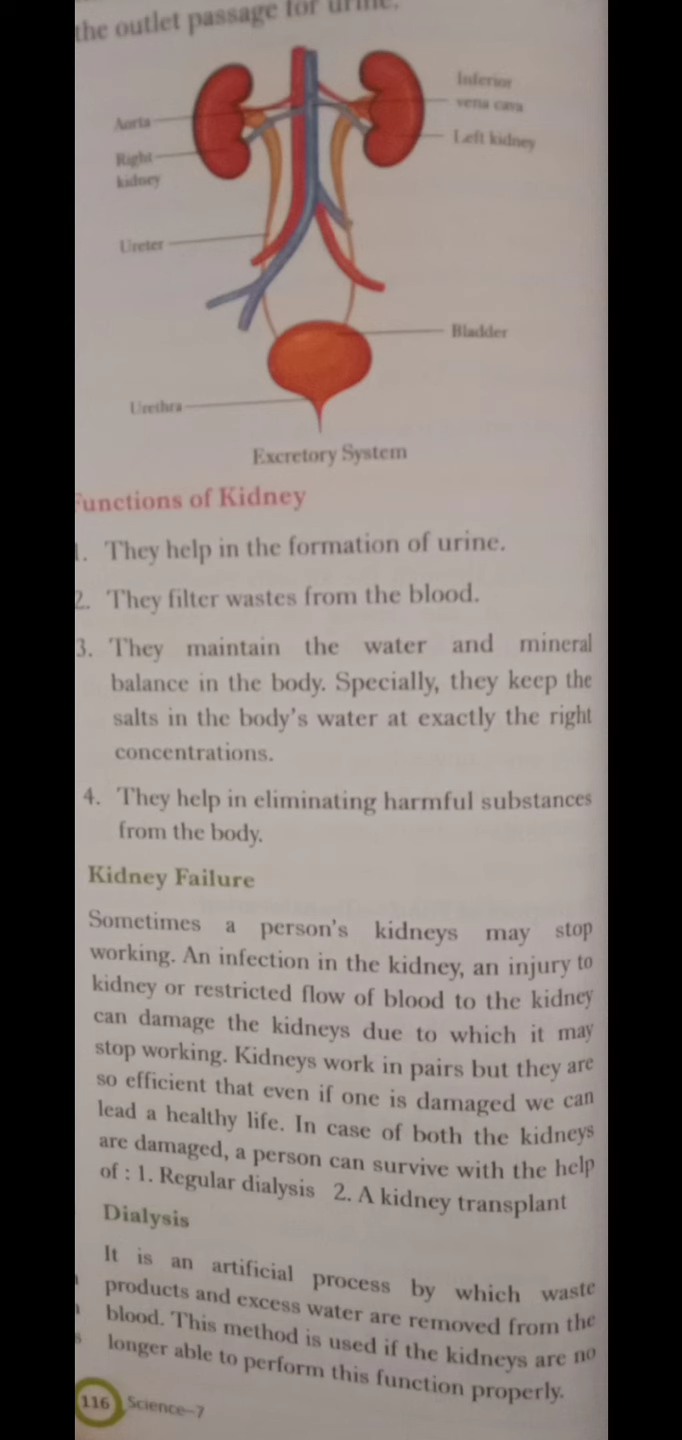 the outlet passage for urine.
Inferior
vena cava
Aorta
Left kidney
Right
kidney
Ureter
Bladder
Urethra
Excretory System
Functions of Kidney
1. They help in the formation of urine.
2. They filter wastes from the blood.
3. They maintain the water and mineral
balance in the body. Specially, they keep the
salts in the body's water at exactly the right
concentrations.
4. They help in eliminating harmful substances
from the body.
Kidney Failure
Sometimes a person's kidneys may stop
working. An infection in the kidney, an injury to
kidney or restricted flow of blood to the kidney
can damage the kidneys due to which it may
stop working. Kidneys work in pairs but they are
so efficient that even if one is damaged we can
lead a healthy life. In case of both the kidneys
are damaged, a person can survive with the help
of : 1. Regular dialysis 2. A kidney transplant
Dialysis
It is an artificial process by which waste
products and excess water are removed from the
blood. This method is used if the kidneys are no
longer able to perform this function properly.
116 Science-7